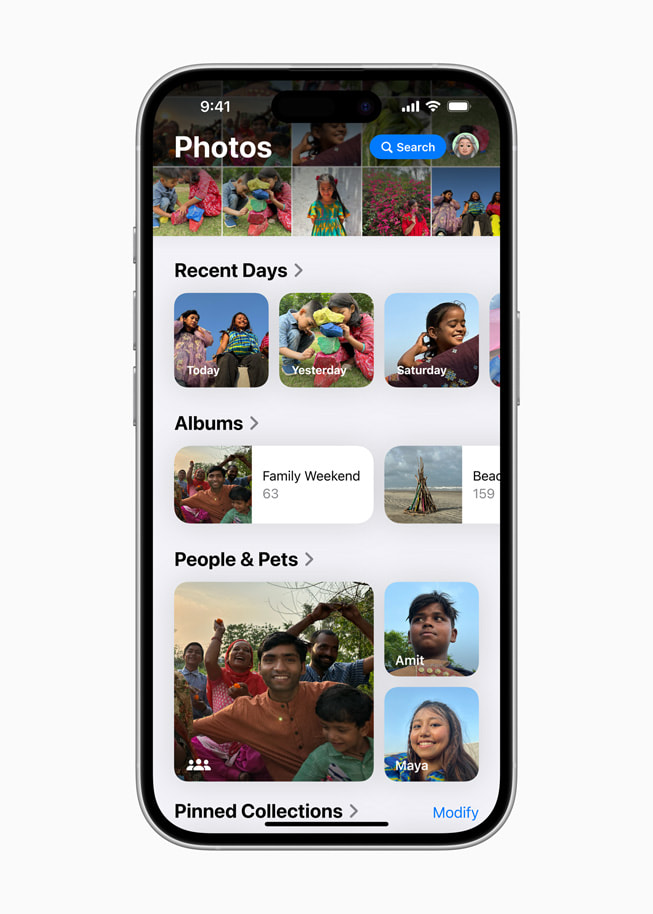 9:41
Photos
Search
Recent Days
Today
Yesterday
Saturday
Albums
Family Weekend
63
Beac
159
People & Pets
Amit
Maya
Pinned Collections
Modify